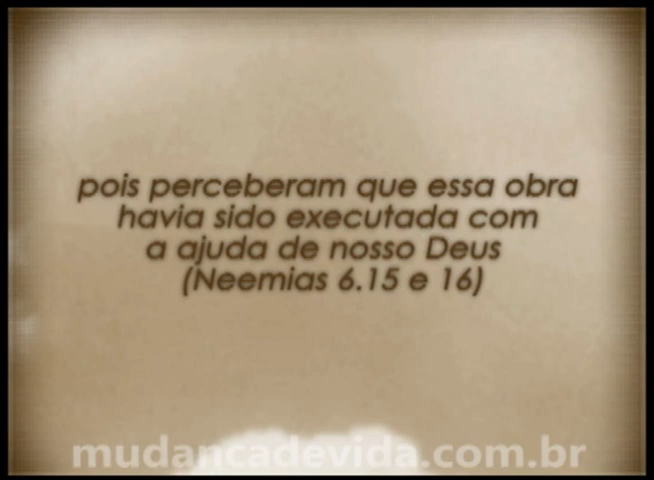 pois perceberam que essa obra
havia sido executada com
a ajuda de nosso Deus
(Neemias 6.15 e 16)
mudancadevida.com.br